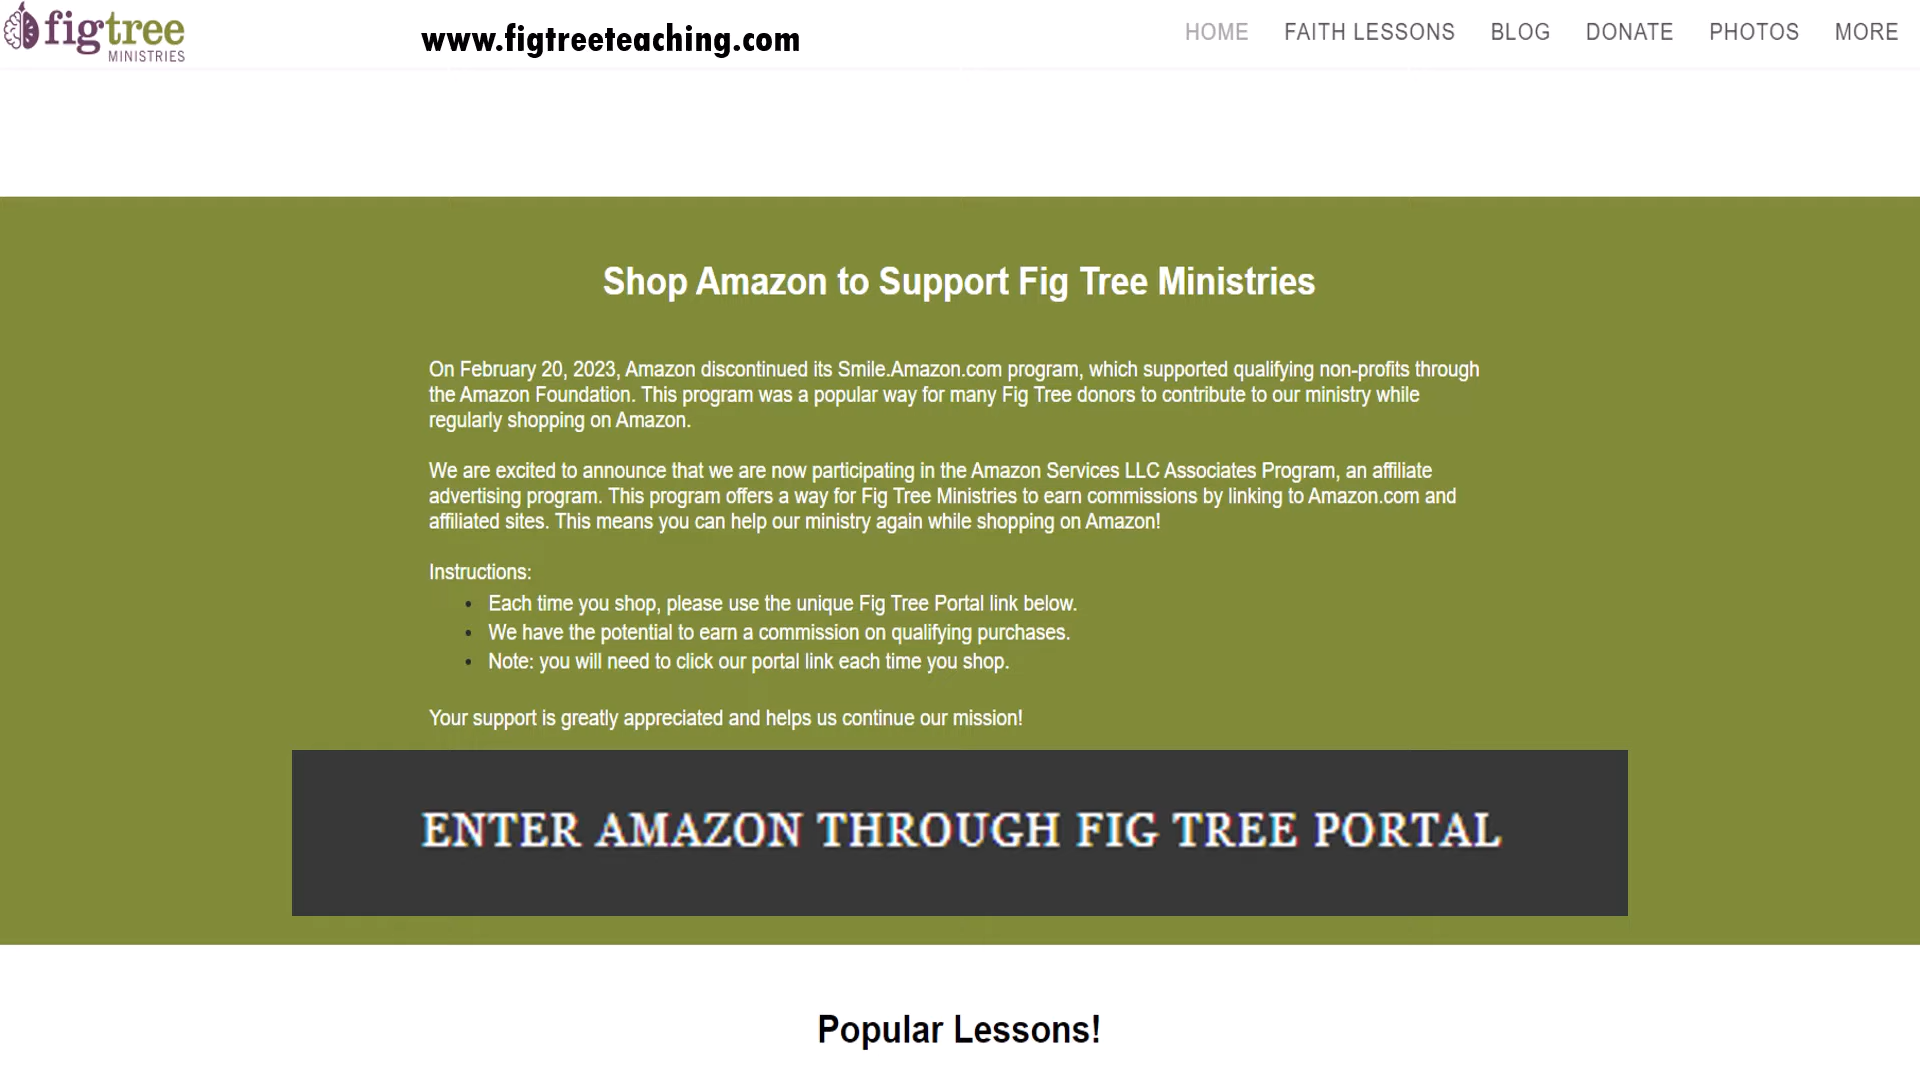 figtree
MINISTRIES
www.figtreeteaching.com
HOME FAITH LESSONS BLOG DONATE PHOTOS MORE
Shop Amazon to Support Fig Tree Ministries
On February 20, 2023, Amazon discontinued its Smile.Amazon.com program, which supported qualifying non-profits through
the Amazon Foundation. This program was a popular way for many Fig Tree donors to contribute to our ministry while
regularly shopping on Amazon.
We are excited to announce that we are now participating in the Amazon Services LLC Associates Program, an affiliate
advertising program. This program offers a way for Fig Tree Ministries to earn commissions by linking to Amazon.com and
affiliated sites. This means you can help our ministry again while shopping on Amazon!
Instructions:
• Each time you shop, please use the unique Fig Tree Portal link below.
• We have the potential to earn a commission on qualifying purchases.
• Note: you will need to click our portal link each time you shop.
Your support is greatly appreciated and helps us continue our mission!
ENTER AMAZON THROUGH FIG TREE PORTAL
Popular Lessons!